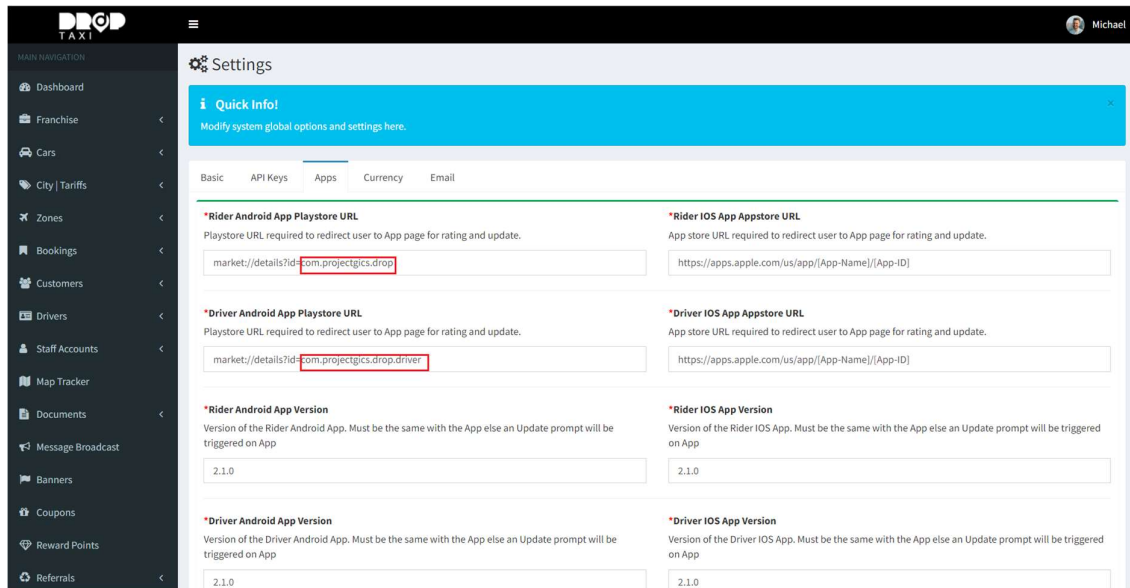 DROP
TAXI
Michael
MAIN NAVIGATION
Dashboard
Franchise
Cars
City | Tariffs
Zones
Bookings
Customers
Drivers
Staff Accounts
Map Tracker
Documents
Message Broadcast
Banners
Coupons
Reward Points
Referrals
Settings
Quick Info!
Modify system global options and settings here.
Basic API Keys Apps Currency Email
*Rider Android App Playstore URL
Playstore URL required to redirect user to App page for rating and update.
market://details?id=com.projectgics.drop
*Rider IOS App Appstore URL
App store URL required to redirect user to App page for rating and update.
https://apps.apple.com/us/app/[App-Name]/[App-ID]
*Driver Android App Playstore URL
Playstore URL required to redirect user to App page for rating and update.
market://details?id=com.projectgics.drop.driver
*Driver IOS App Appstore URL
App store URL required to redirect user to App page for rating and update.
https://apps.apple.com/us/app/[App-Name]/[App-ID]
*Rider Android App Version
Version of the Rider Android App. Must be the same with the App else an Update prompt will be
triggered on App
2.1.0
*Rider IOS App Version
Version of the Rider IOS App. Must be the same with the App else an Update prompt will be triggered
on App
2.1.0
*Driver Android App Version
Version of the Driver Android App. Must be the same with the App else an Update prompt will be
triggered on App
2.1.0
*Driver IOS App Version
Version of the Driver IOS App. Must be the same with the App else an Update prompt will be triggered
on App
2.1.0